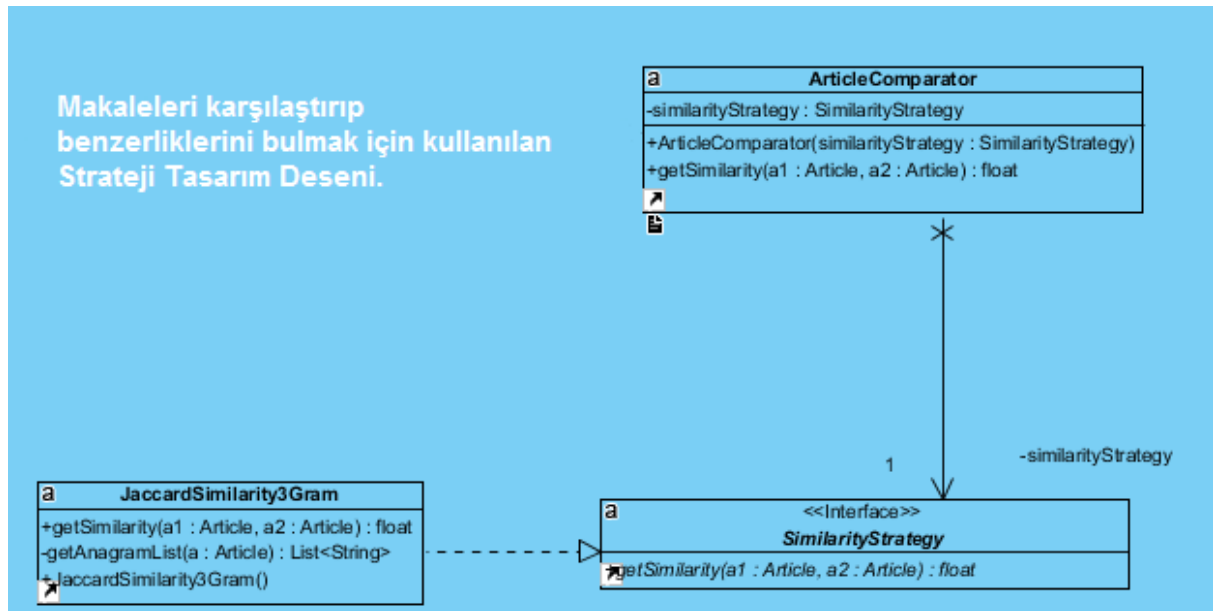 Makaleleri karşılaştırıp
benzerliklerini bulmak için kullanılan
Strateji Tasarım Deseni.
a ArticleComparator
-similarityStrategy : SimilarityStrategy
+ArticleComparator(similarityStrategy : SimilarityStrategy)
+getSimilarity(a1 : Article, a2 : Article) : float
1
-similarityStrategy
a JaccardSimilarity3Gram
+getSimilarity(a1 : Article, a2 : Article) : float
-getAnagramList(a : Article) : List<String>
+JaccardSimilarity3Gram()
a <<Interface>>
SimilarityStrategy
+getSimilarity(a1 : Article, a2 : Article) : float